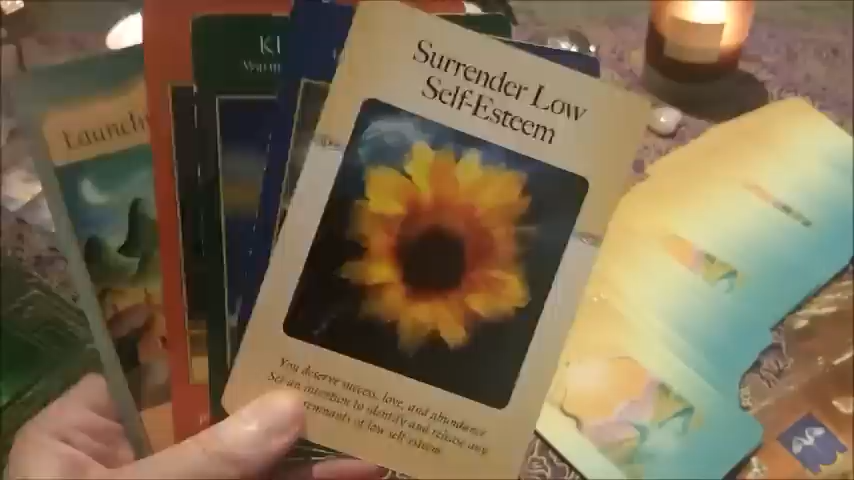 Surrender Low
Self-Esteem
You deserve success, love, and abundance
Set an intention to identify and release any
remnants of low self esteem